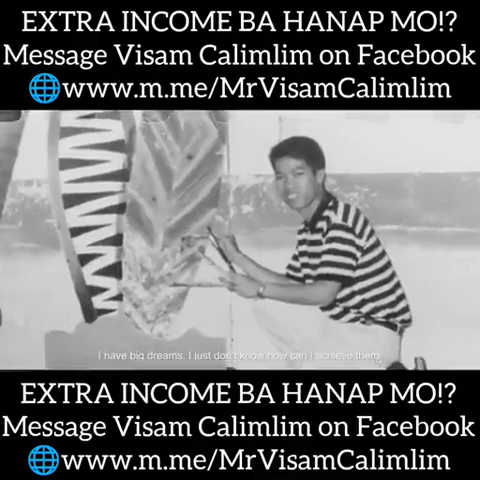 EXTRA INCOME BA HANAP MO!?
Message Visam Calimlim on Facebook
🌐www.m.me/MrVisamCalimlim
I have big dreams. I just don't know how can I achieve them
EXTRA INCOME BA HANAP MO!?
Message Visam Calimlim on Facebook
🌐www.m.me/MrVisamCalimlim